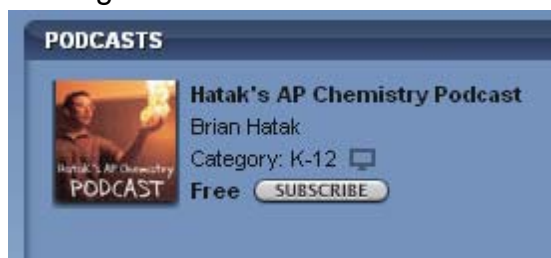 PODCASTS
Hatak's AP Chemistry Podcast
Brian Hatak
Category: K-12
Free SUBSCRIBE
Hatak's AP Chemistry
PODCAST